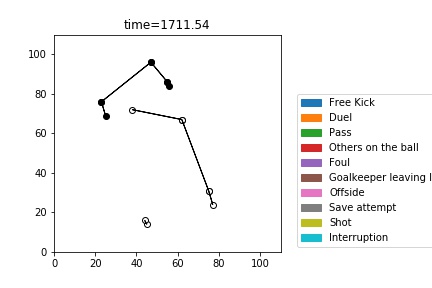 time=1711.54
100
80
60
40
20
0
0 20 40 60 80 100
Free Kick
Duel
Pass
Others on the ball
Foul
Goalkeeper leaving l
Offside
Save attempt
Shot
Interruption